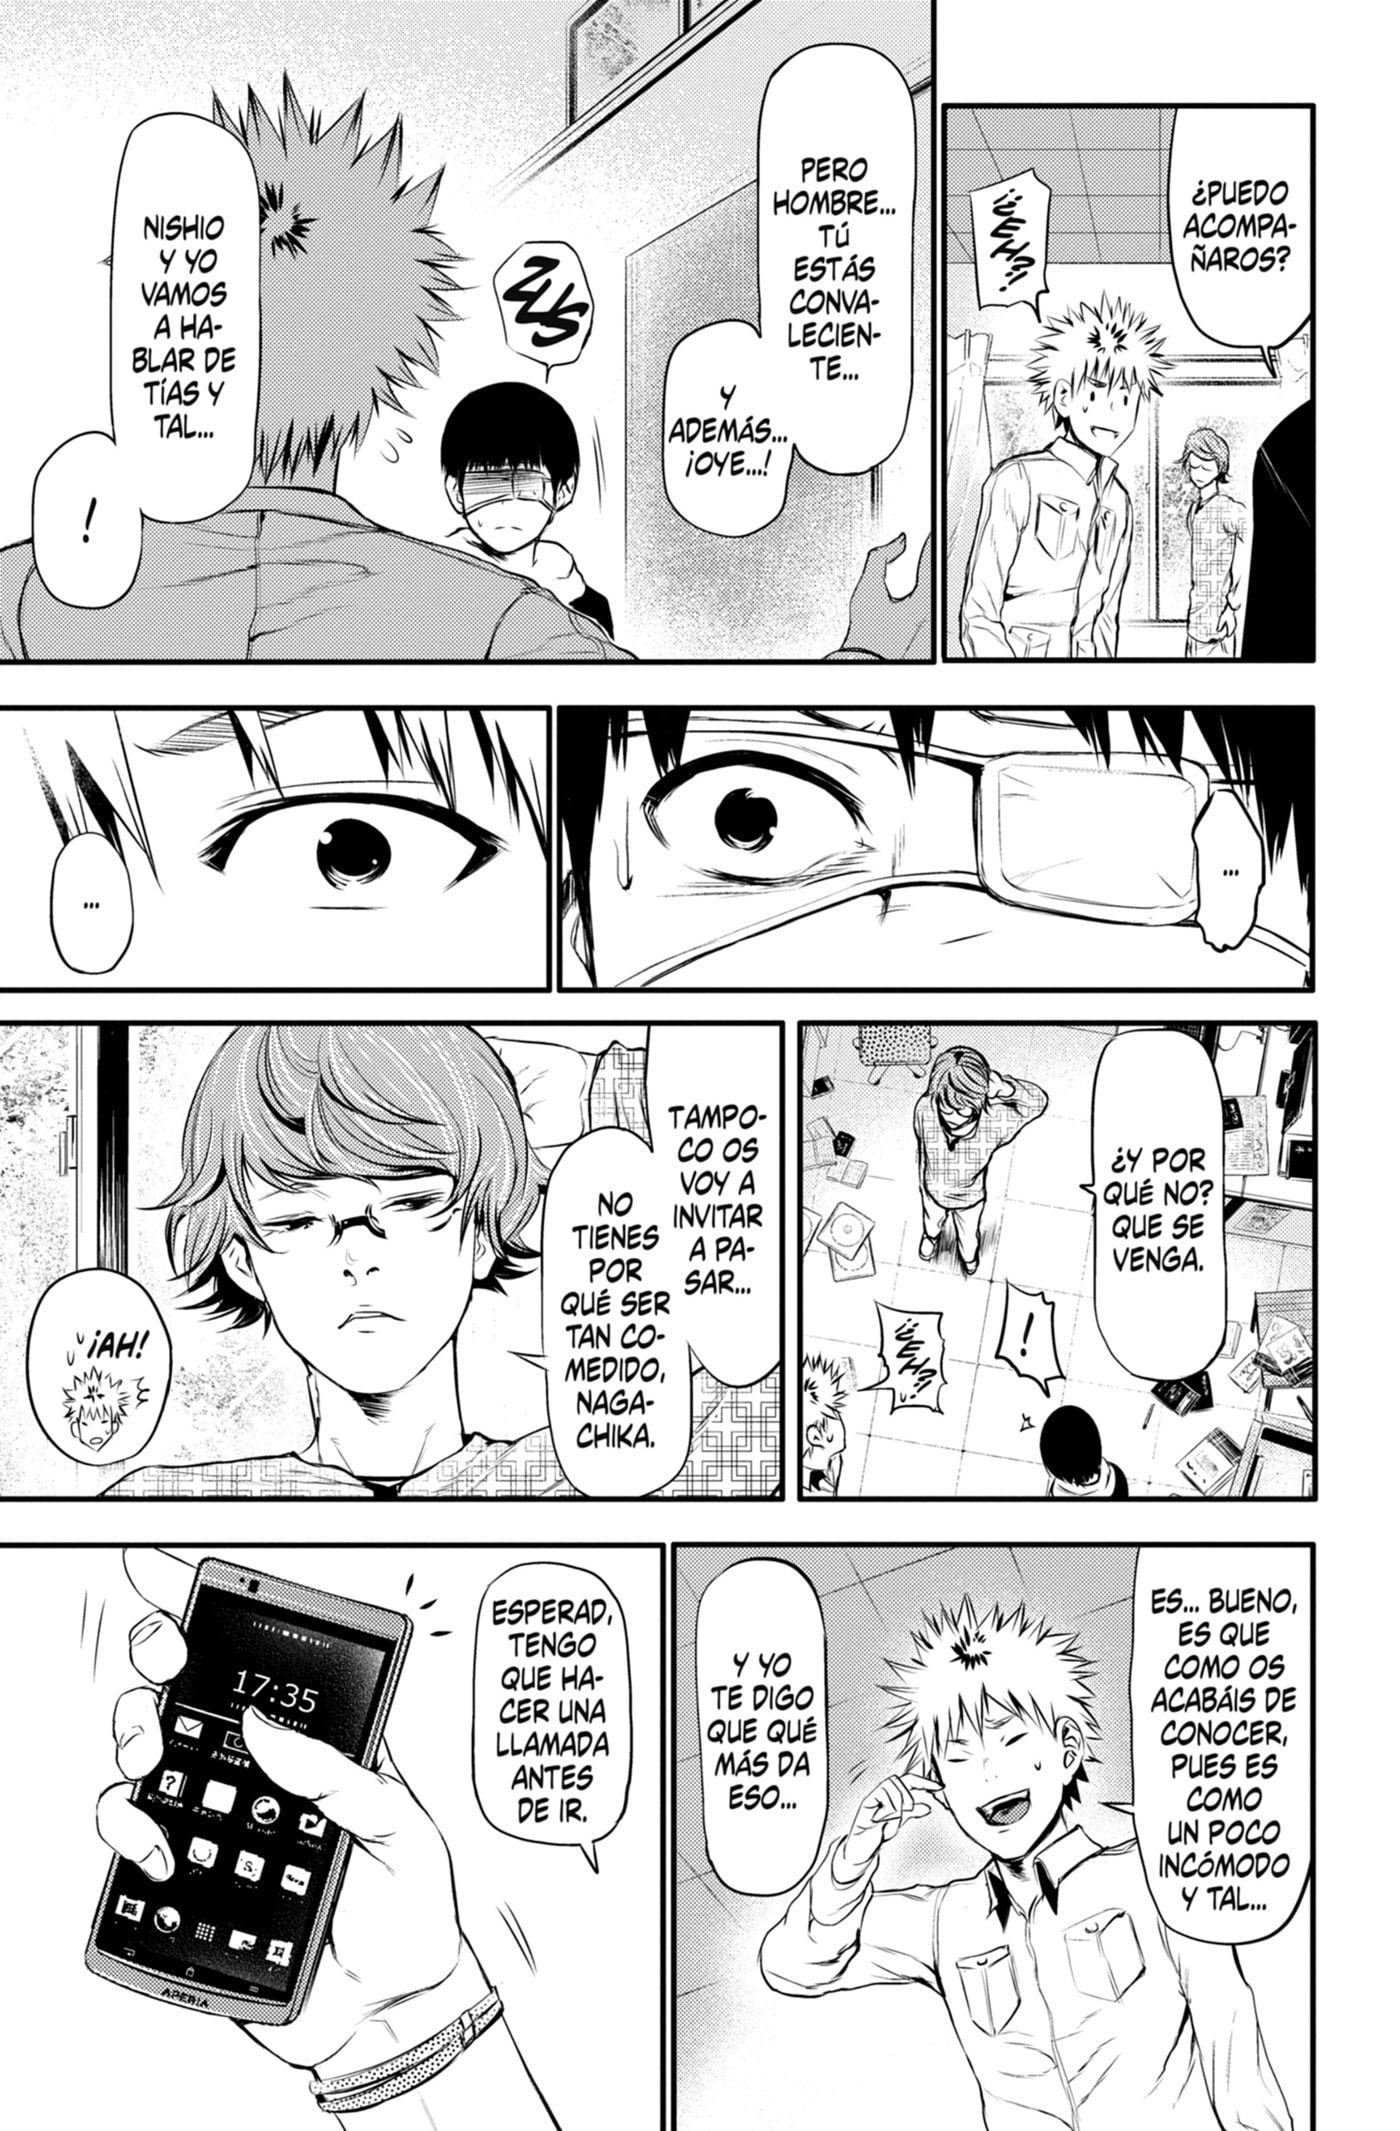 ¿PUEDO
ACOMPA-
ÑAROS?
¡¿EH?!
PERO
HOMBRE...
TÚ
ESTÁS
CONVA-
LECIEN-
TE...
Y
ADEMÁS...
¡OYE...!
ZUS
NISHIO
Y YO
VAMOS
A HA-
BLAR DE
TÍAS Y
TAL...
!
...
...
¿Y POR
QUÉ NO?
QUE SE
VENGA.
!
¡¿EH?!
TAMPO-
CO OS
VOY A
INVITAR
A PA-
SAR...
NO
TIENES
POR
QUÉ SER
TAN CO-
MEDIDO,
NAGA-
CHIKA.
¡AH!
ES... BUENO,
ES QUE
COMO OS
ACABÁIS DE
CONOCER,
PUES ES
COMO
UN POCO
INCÓMODO
Y TAL...
Y YO
TE DIGO
QUE QUÉ
MÁS DA
ESO...
ESPERAD,
TENGO
QUE HA-
CER UNA
LLAMADA
ANTES
DE IR.
17:35
APERIA